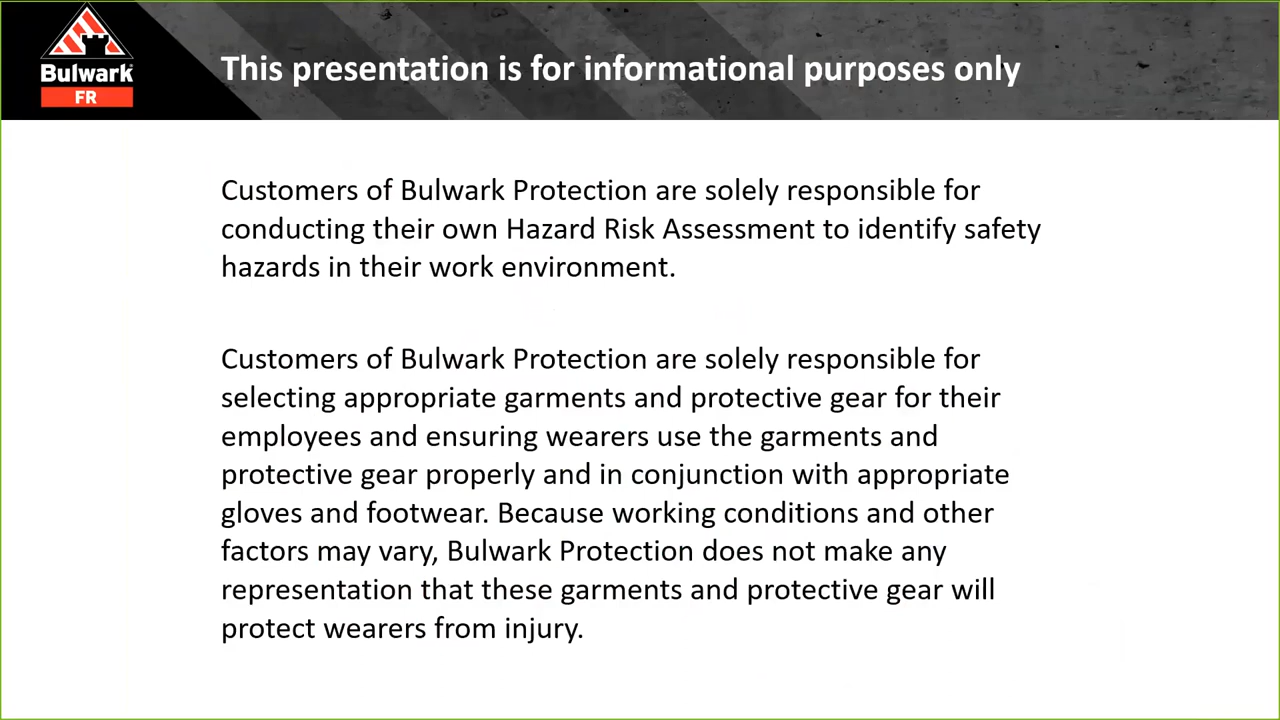 Bulwark
FR
This presentation is for informational purposes only
Customers of Bulwark Protection are solely responsible for
conducting their own Hazard Risk Assessment to identify safety
hazards in their work environment.
Customers of Bulwark Protection are solely responsible for
selecting appropriate garments and protective gear for their
employees and ensuring wearers use the garments and
protective gear properly and in conjunction with appropriate
gloves and footwear. Because working conditions and other
factors may vary, Bulwark Protection does not make any
representation that these garments and protective gear will
protect wearers from injury.